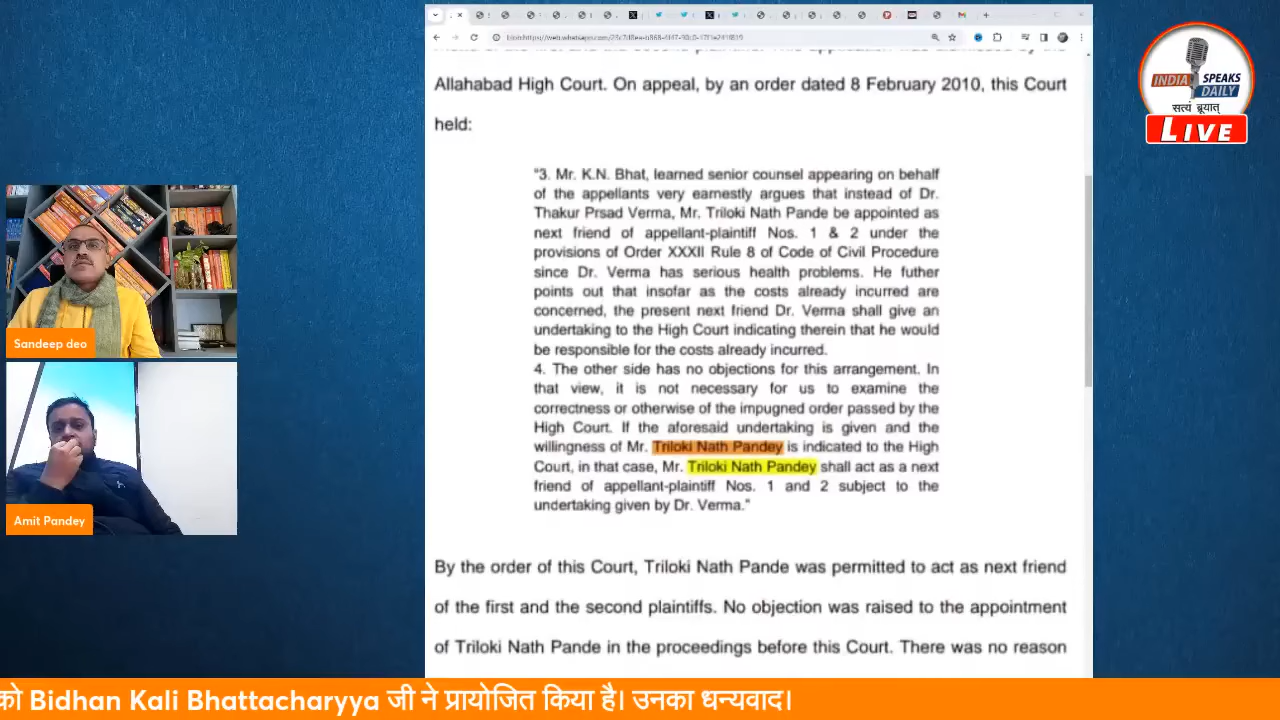 INDIA SPEAKS
DAILY
सत्यं ब्रूयात्
LIVE
Allahabad High Court. On appeal, by an order dated 8 February 2010, this Court
held:
"3. Mr. K.N. Bhat, learned senior counsel appearing on behalf
of the appellants very earnestly argues that instead of Dr.
Thakur Prsad Verma, Mr. Triloki Nath Pande be appointed as
next friend of appellant-plaintiff Nos. 1 & 2 under the
provisions of Order XXXII Rule 8 of Code of Civil Procedure
since Dr. Verma has serious health problems. He futher
points out that insofar as the costs already incurred are
concerned, the present next friend Dr. Verma shall give an
undertaking to the High Court indicating therein that he would
be responsible for the costs already incurred.
4. The other side has no objections for this arrangement. In
that view, it is not necessary for us to examine the
correctness or otherwise of the impugned order passed by the
High Court. If the aforesaid undertaking is given and the
willingness of Mr. Triloki Nath Pandey is indicated to the High
Court, in that case, Mr. Triloki Nath Pandey shall act as a next
friend of appellant-plaintiff Nos. 1 and 2 subject to the
undertaking given by Dr. Verma."
By the order of this Court, Triloki Nath Pande was permitted to act as next friend
of the first and the second plaintiffs. No objection was raised to the appointment
of Triloki Nath Pande in the proceedings before this Court. There was no reason
Sandeep deo
Amit Pandey
को Bidhan Kali Bhattacharyya जी ने प्रायोजित किया है। उनका धन्यवाद।